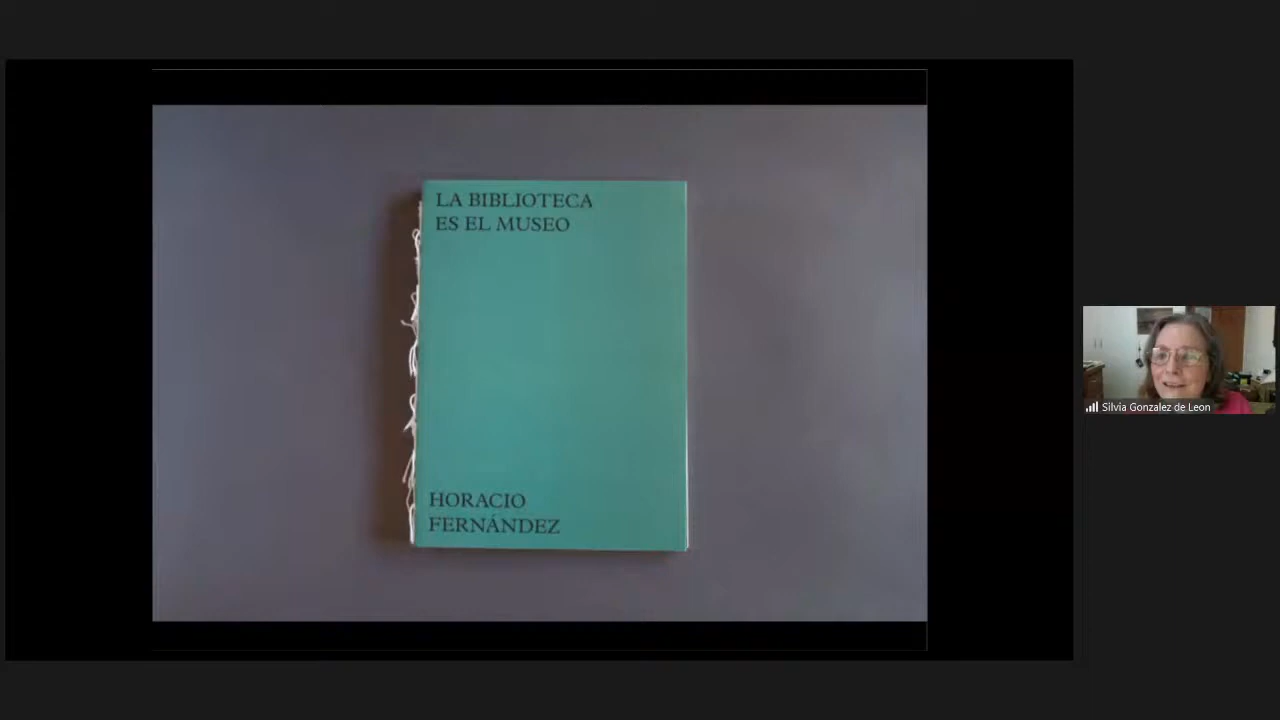 LA BIBLIOTECA
ES EL MUSEO
HORACIO
FERNÁNDEZ
Silvia Gonzalez de Leon